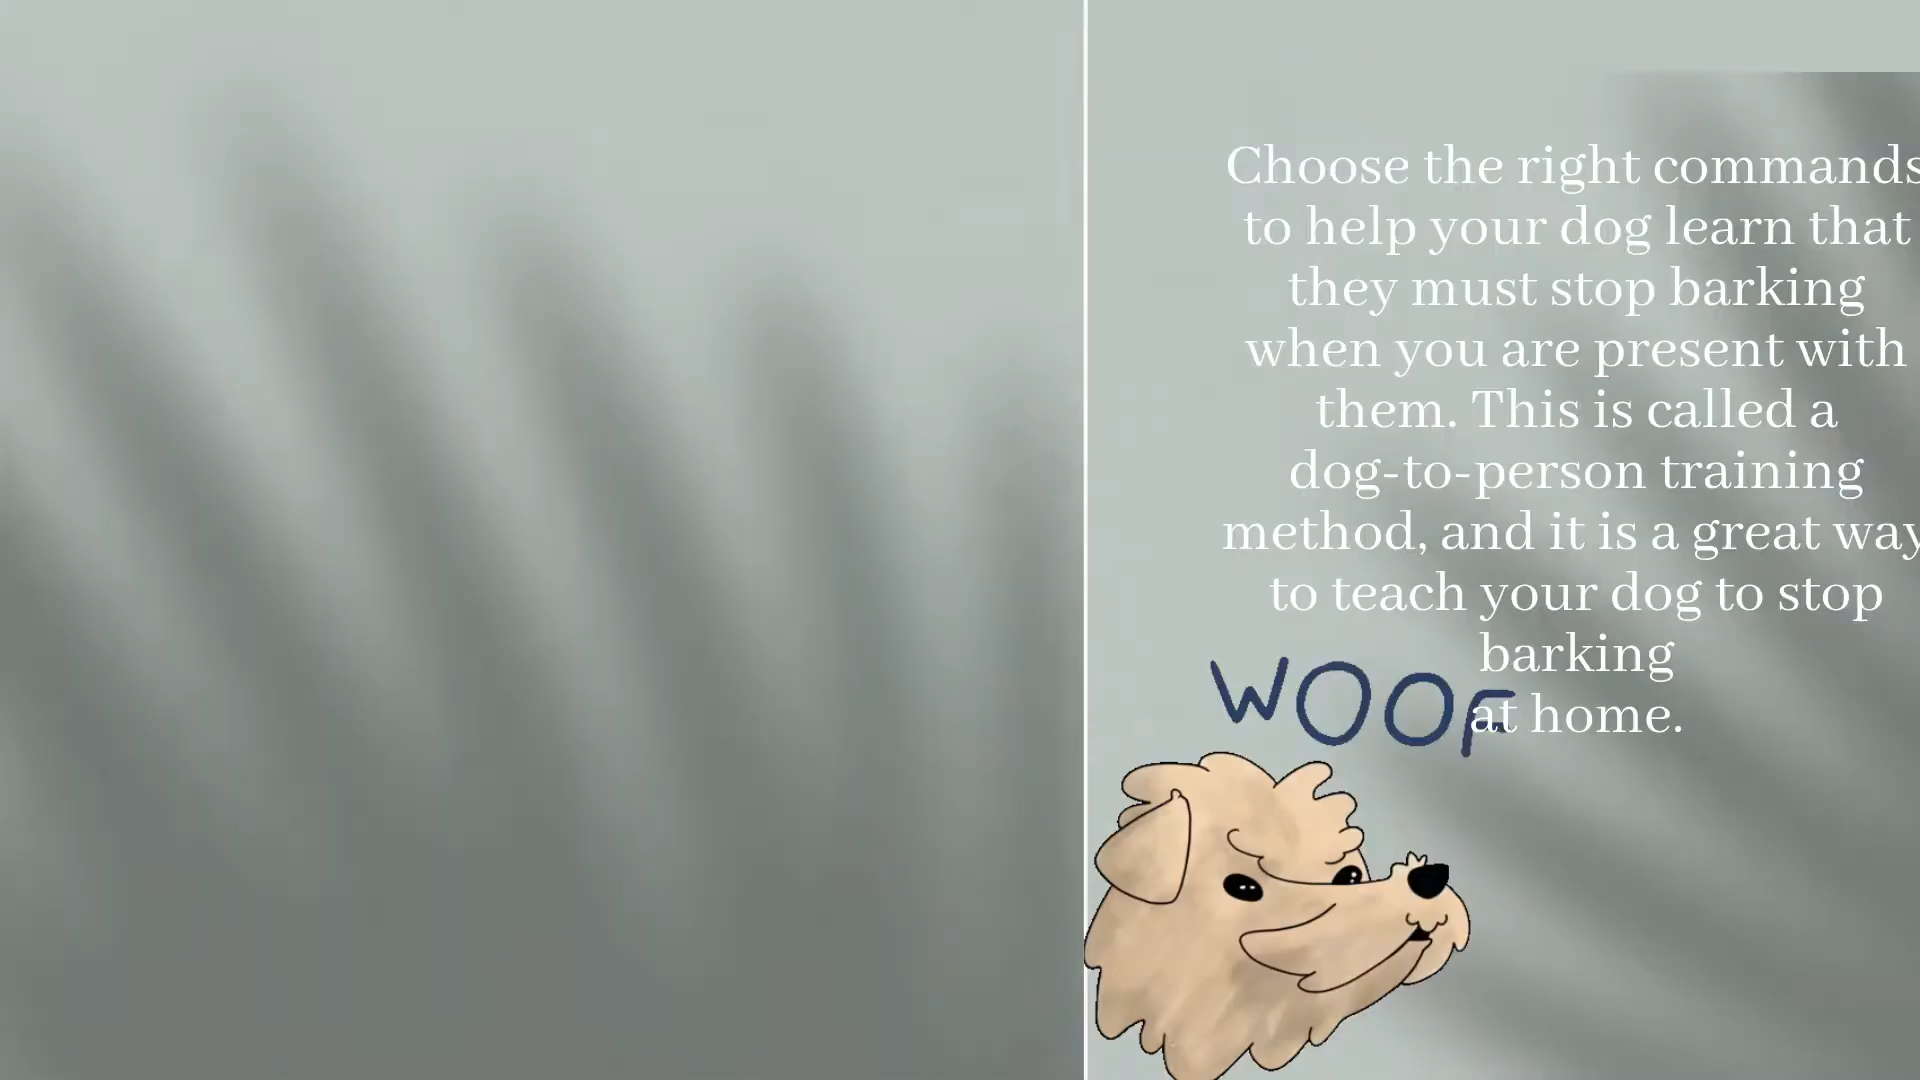 Choose the right commands
to help your dog learn that
they must stop barking
when you are present with
them. This is called a
dog-to-person training
method, and it is a great way
to teach your dog to stop
barking
at home.
WOOF